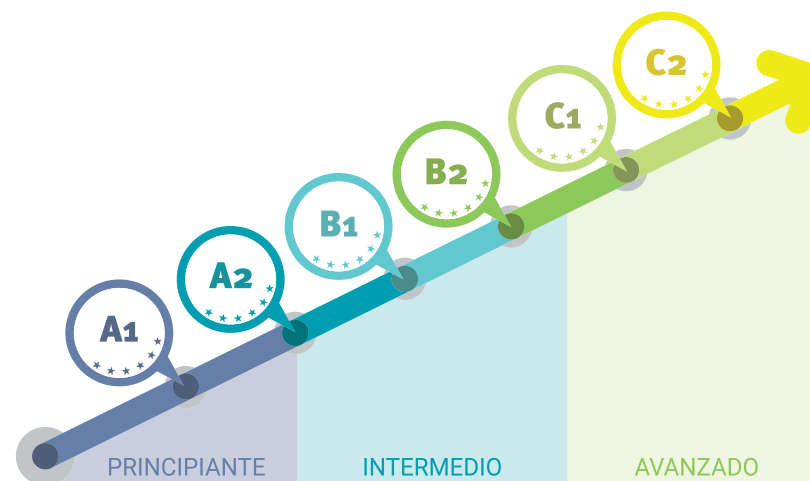 C2
C1
B2
B1
A2
A1
PRINCIPIANTE INTERMEDIO AVANZADO